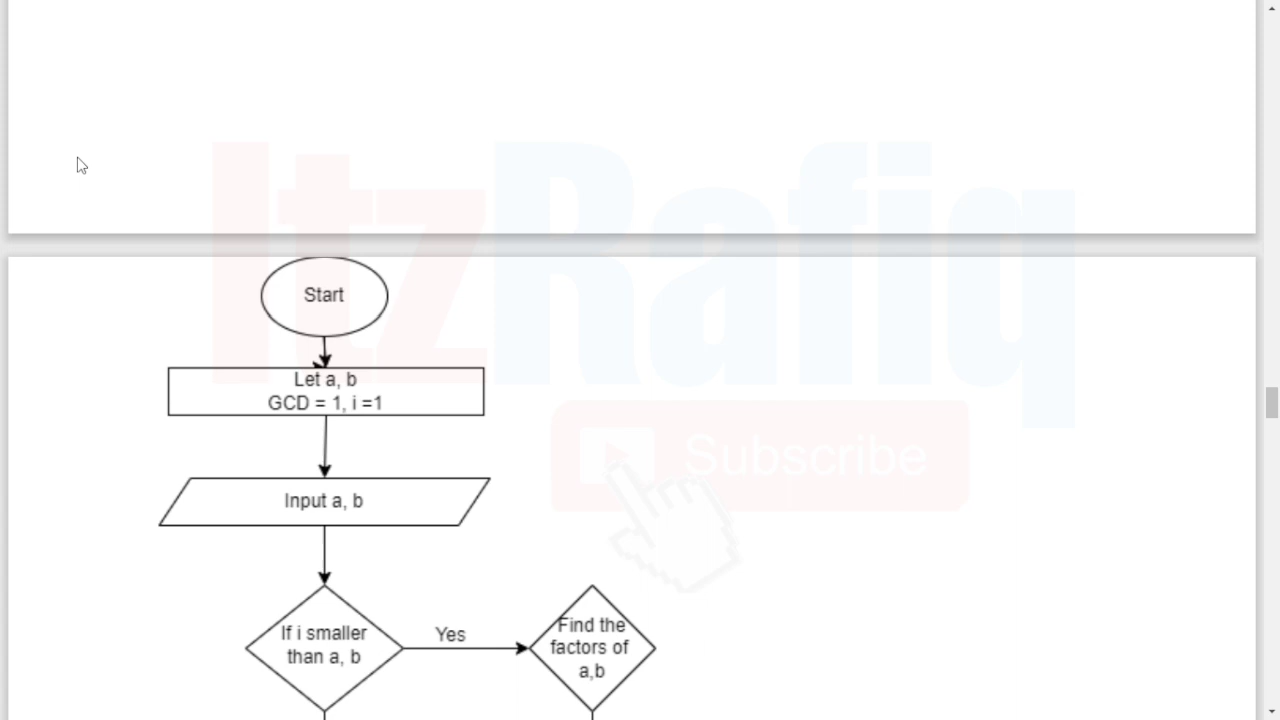 ItzRafiq
Start
Let a, b
GCD = 1, i =1
Subscribe
Input a, b
If i smaller
than a, b
Yes
Find the
factors of
a,b